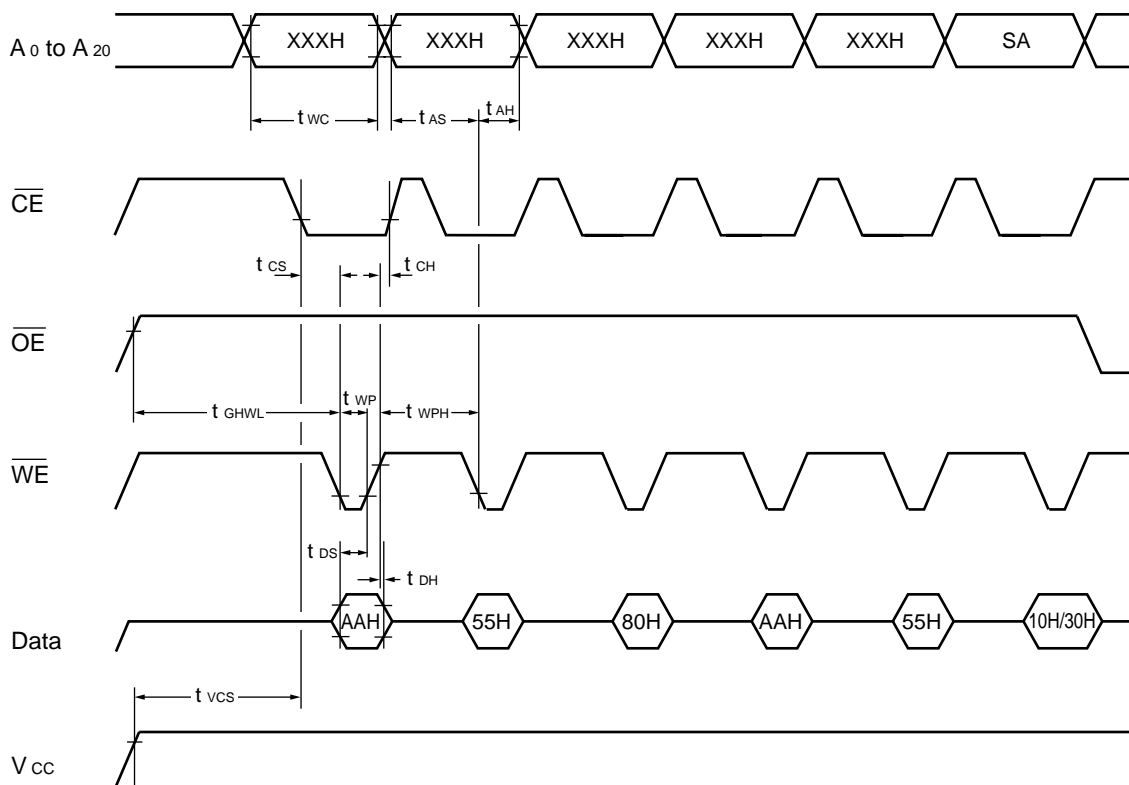 A0 to A20 XXXH XXXH XXXH XXXH XXXH SA
tWC tAS tAH
CE
tCS tCH
OE
tGHWL tWP tWPH
WE
tDS
tDH
Data AAH 55H 80H AAH 55H 10H/30H
tVCS
VCC